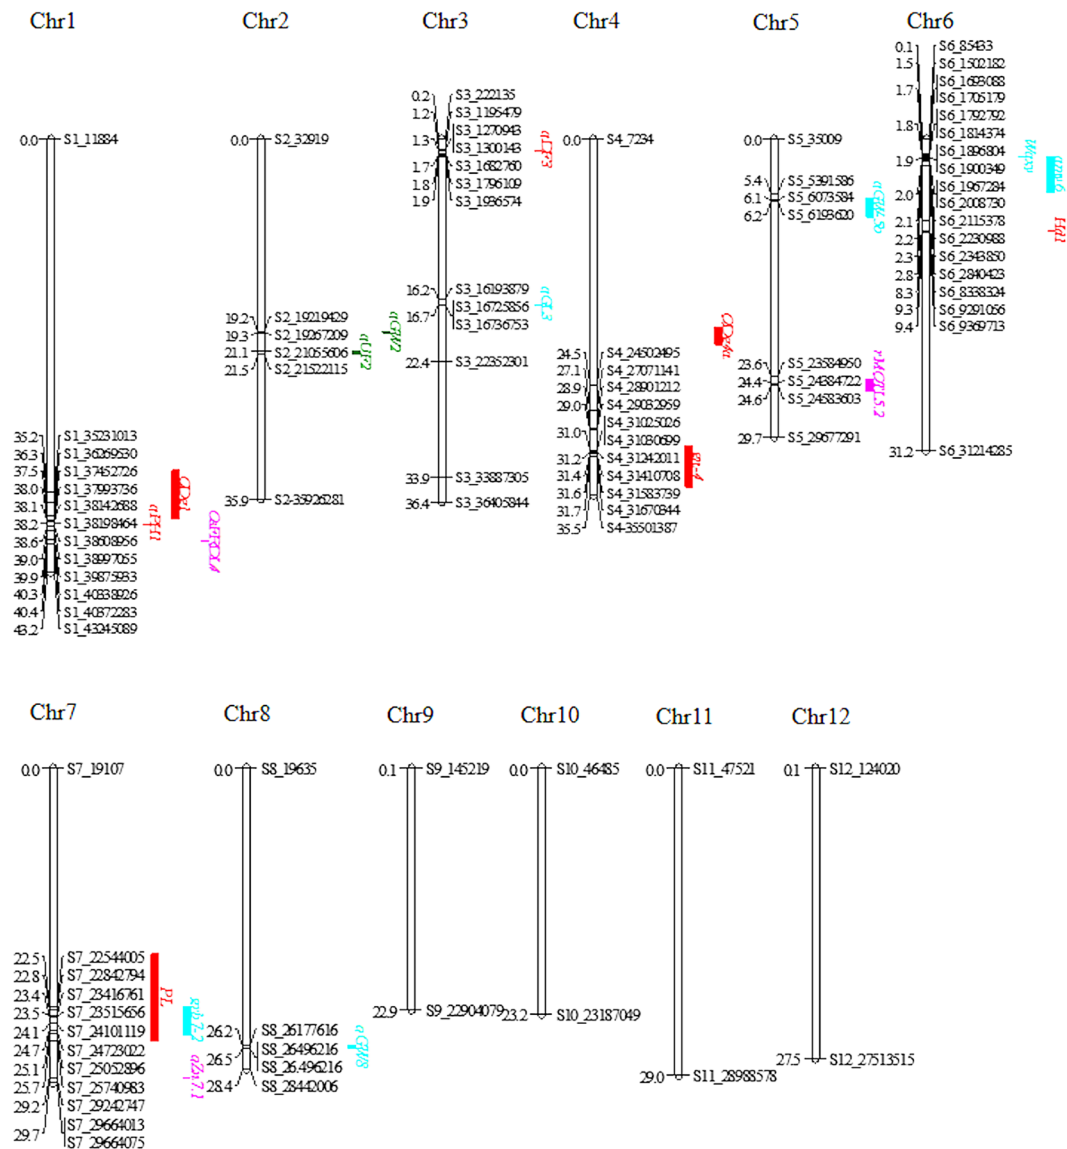 Chr1
0.0 S1_11884
35.2 S1_35231013
36.3 S1_36269530
37.5 S1_37452726
38.0 S1_37993736
38.1 S1_38142688
38.2 S1_38198464
38.6 S1_38608956
39.0 S1_38997055
39.9 S1_39875933
40.3 S1_40338926
40.4 S1_40372283
43.2 S1_43245089
qPH1
Chr2
0.0 S2_32919
19.2 S2_19219429
19.3 S2_19267209
21.1 S2_21055606
21.5 S2_21522115
35.9 S2-35926281
qGW2
Chr3
0.2 S3_222135
1.2 S3_1195479
S3_1270943
1.3 S3_1300143
1.7 S3_1682760
1.8 S3_1796109
1.9 S3_1936574
16.2 S3_16193879
S3_16725856
16.7 S3_16736753
22.4 S3_22352301
33.9 S3_33887305
36.4 S3_36405844
qGL3
Chr4
0.0 S4_7234
24.5 S4_24502495
27.1 S4_27071141
28.9 S4_28901212
29.0 S4_29032959
S4_31025026
31.0 S4_31030699
31.2 S4_31242011
31.4 S4_31410708
31.6 S4_31583739
31.7 S4_31670344
35.5 S4-35501387
Chr5
0.0 S5_35009
5.4 S5_5391586
6.1 S5_6073584
6.2 S5_6193620
23.6 S5_23584950
24.4 S5_24384722
24.6 S5_24583603
29.7 S5_29677291
rMQTL5.2
Chr6
0.1 S6_85433
1.5 S6_1502182
S6_1693088
1.7 S6_1705179
S6_1792792
1.8 S6_1814374
S6_1896804
1.9 S6_1900349
S6_1967284
2.0 S6_2008730
2.1 S6_2115378
2.2 S6_2230988
2.3 S6_2343850
2.8 S6_2840423
8.3 S6_8338324
9.3 S6_9291056
9.4 S6_9369713
31.2 S6_31214285
Waxy
Hd1
Chr7
0.0 S7_19107
22.5 S7_22544005
22.8 S7_22842794
23.4 S7_23416761
23.5 S7_23515656
24.1 S7_24101119
24.7 S7_24723022
25.1 S7_25052896
25.7 S7_25740983
29.2 S7_29242747
S7_29664013
29.7 S7_29664075
PL
qZn7.1
Chr8
0.0 S8_19635
26.2 S8_26177616
S8_26496216
26.5 S8_26.496216
28.4 S8_28442006
qGW8
Chr9
0.1 S9_145219
22.9 S9_22904079
Chr10
0.0 S10_46485
23.2 S10_23187049
Chr11
0.0 S11_47521
29.0 S11_28988578
Chr12
0.1 S12_124020
27.5 S12_27513515